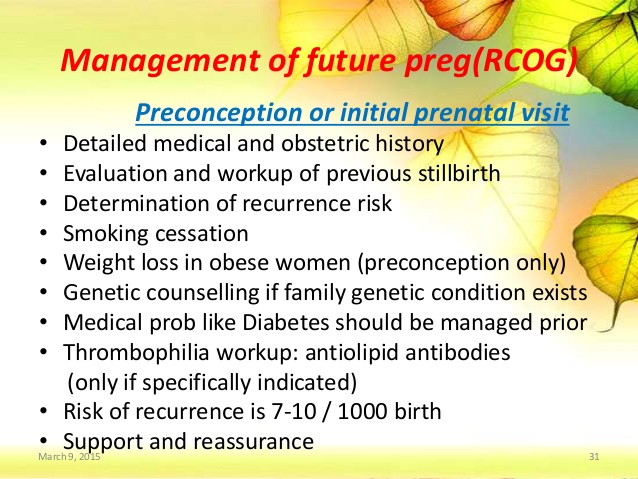 Management of future preg(RCOG)
Preconception or initial prenatal visit
• Detailed medical and obstetric history
• Evaluation and workup of previous stillbirth
• Determination of recurrence risk
• Smoking cessation
• Weight loss in obese women (preconception only)
• Genetic counselling if family genetic condition exists
• Medical prob like Diabetes should be managed prior
• Thrombophilia workup: antiolipid antibodies
(only if specifically indicated)
• Risk of recurrence is 7-10 / 1000 birth
• Support and reassurance
March 9, 2015
31